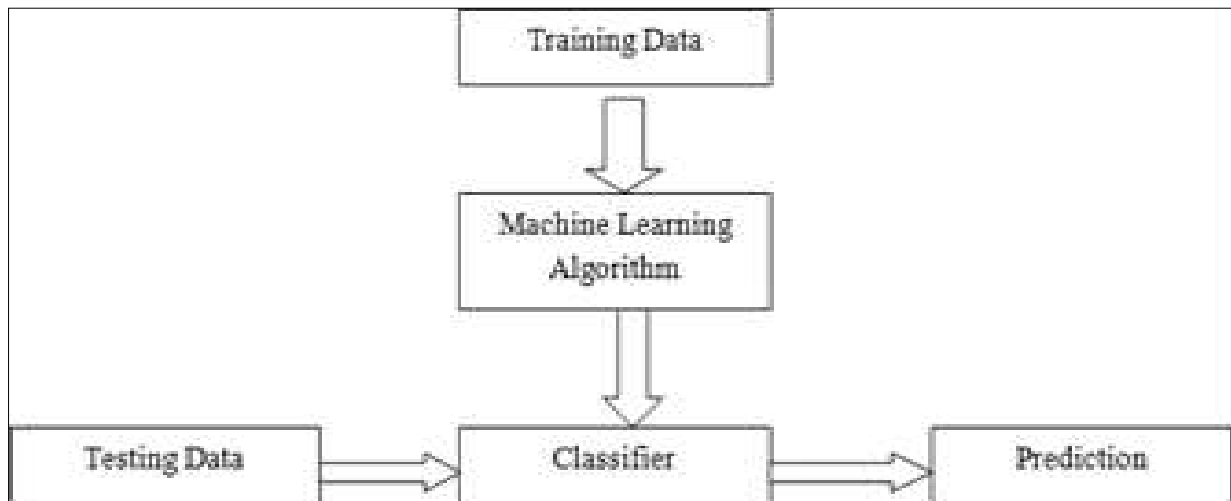 Training Data
Machine Learning
Algorithm
Testing Data
Classifier
Prediction